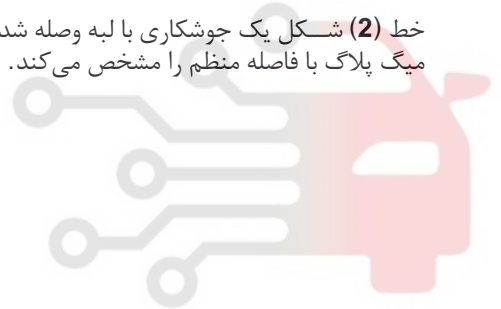 خط (2) شکل یک جوشکاری با لبه وصله شد
میگ پلاگ با فاصله منظم را مشخص می‌کند.